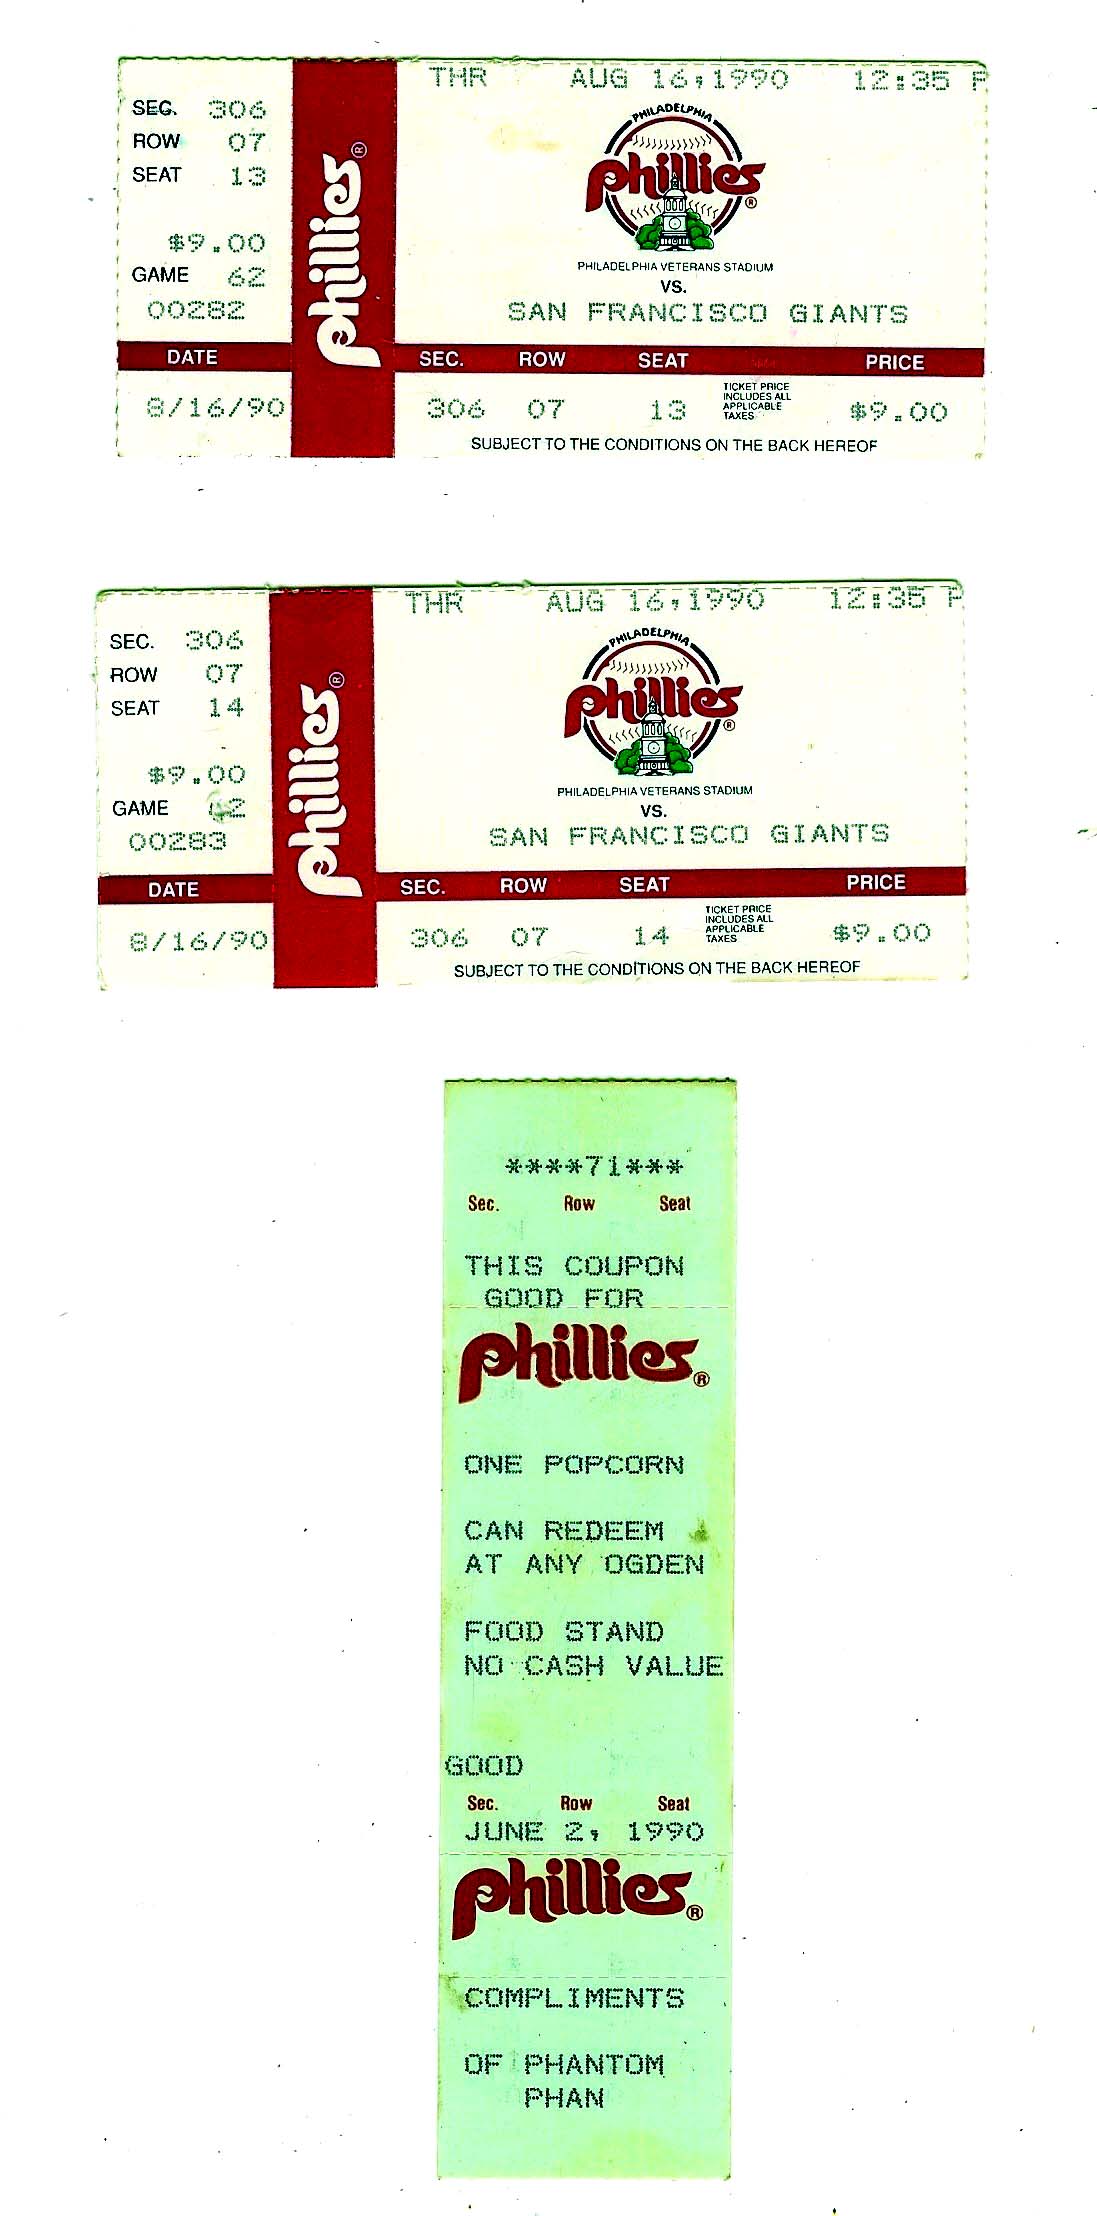 THR AUG 16,1990 12:35 P
SEC. 306
ROW 07
SEAT 13
$9.00
GAME 62
00282
phillies®
PHILADELPHIA
phillies®
PHILADELPHIA VETERANS STADIUM
VS.
SAN FRANCISCO GIANTS
DATE SEC. ROW SEAT PRICE
TICKET PRICE
INCLUDES ALL
APPLICABLE
TAXES
8/16/90 306 07 13 $9.00
SUBJECT TO THE CONDITIONS ON THE BACK HEREOF
THR AUG 16,1990 12:35 P
SEC. 306
ROW 07
SEAT 14
$9.00
GAME 62
00283
phillies®
PHILADELPHIA
phillies®
PHILADELPHIA VETERANS STADIUM
VS.
SAN FRANCISCO GIANTS
DATE SEC. ROW SEAT PRICE
TICKET PRICE
INCLUDES ALL
APPLICABLE
TAXES
8/16/90 306 07 14 $9.00
SUBJECT TO THE CONDITIONS ON THE BACK HEREOF
****71***
Sec. Row Seat
THIS COUPON
GOOD FOR
phillies®
ONE POPCORN
CAN REDEEM
AT ANY OGDEN
FOOD STAND
NO CASH VALUE
GOOD
Sec. Row Seat
JUNE 2, 1990
phillies®
COMPLIMENTS
OF PHANTOM
PHAN